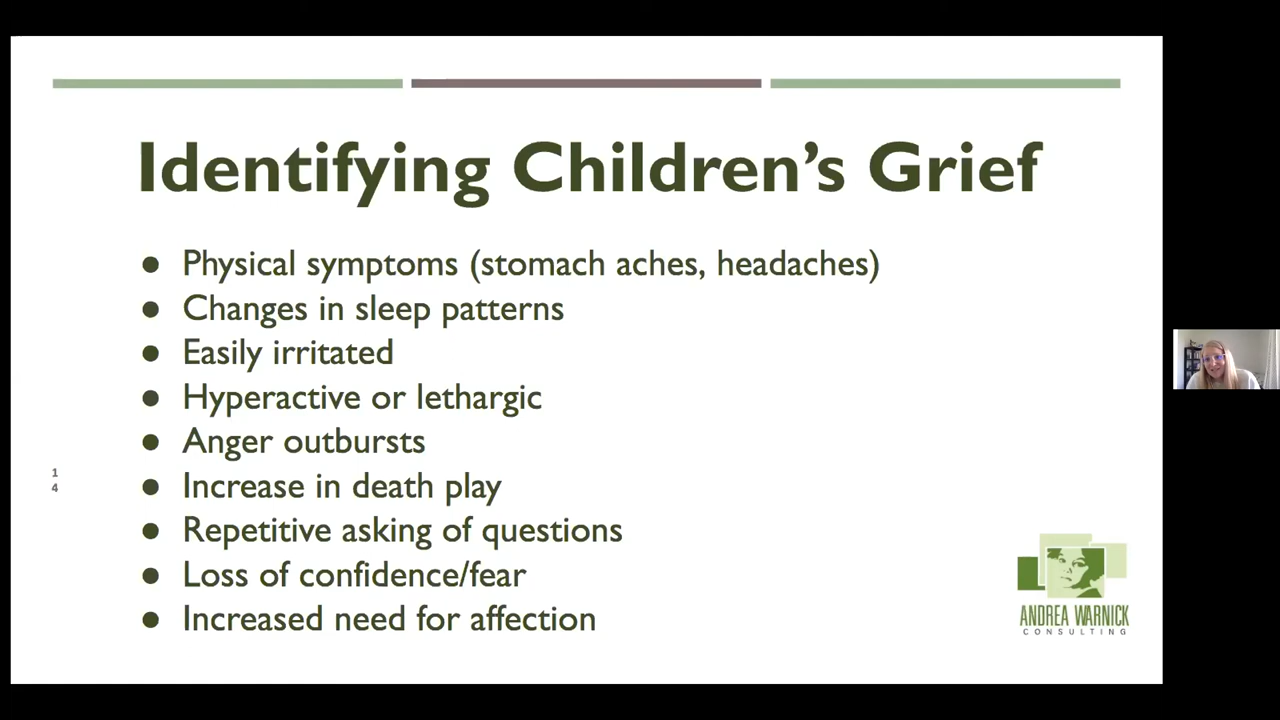 Identifying Children’s Grief
● Physical symptoms (stomach aches, headaches)
● Changes in sleep patterns
● Easily irritated
● Hyperactive or lethargic
● Anger outbursts
● Increase in death play
● Repetitive asking of questions
● Loss of confidence/fear
● Increased need for affection
1
4
ANDREA WARNICK
CONSULTING